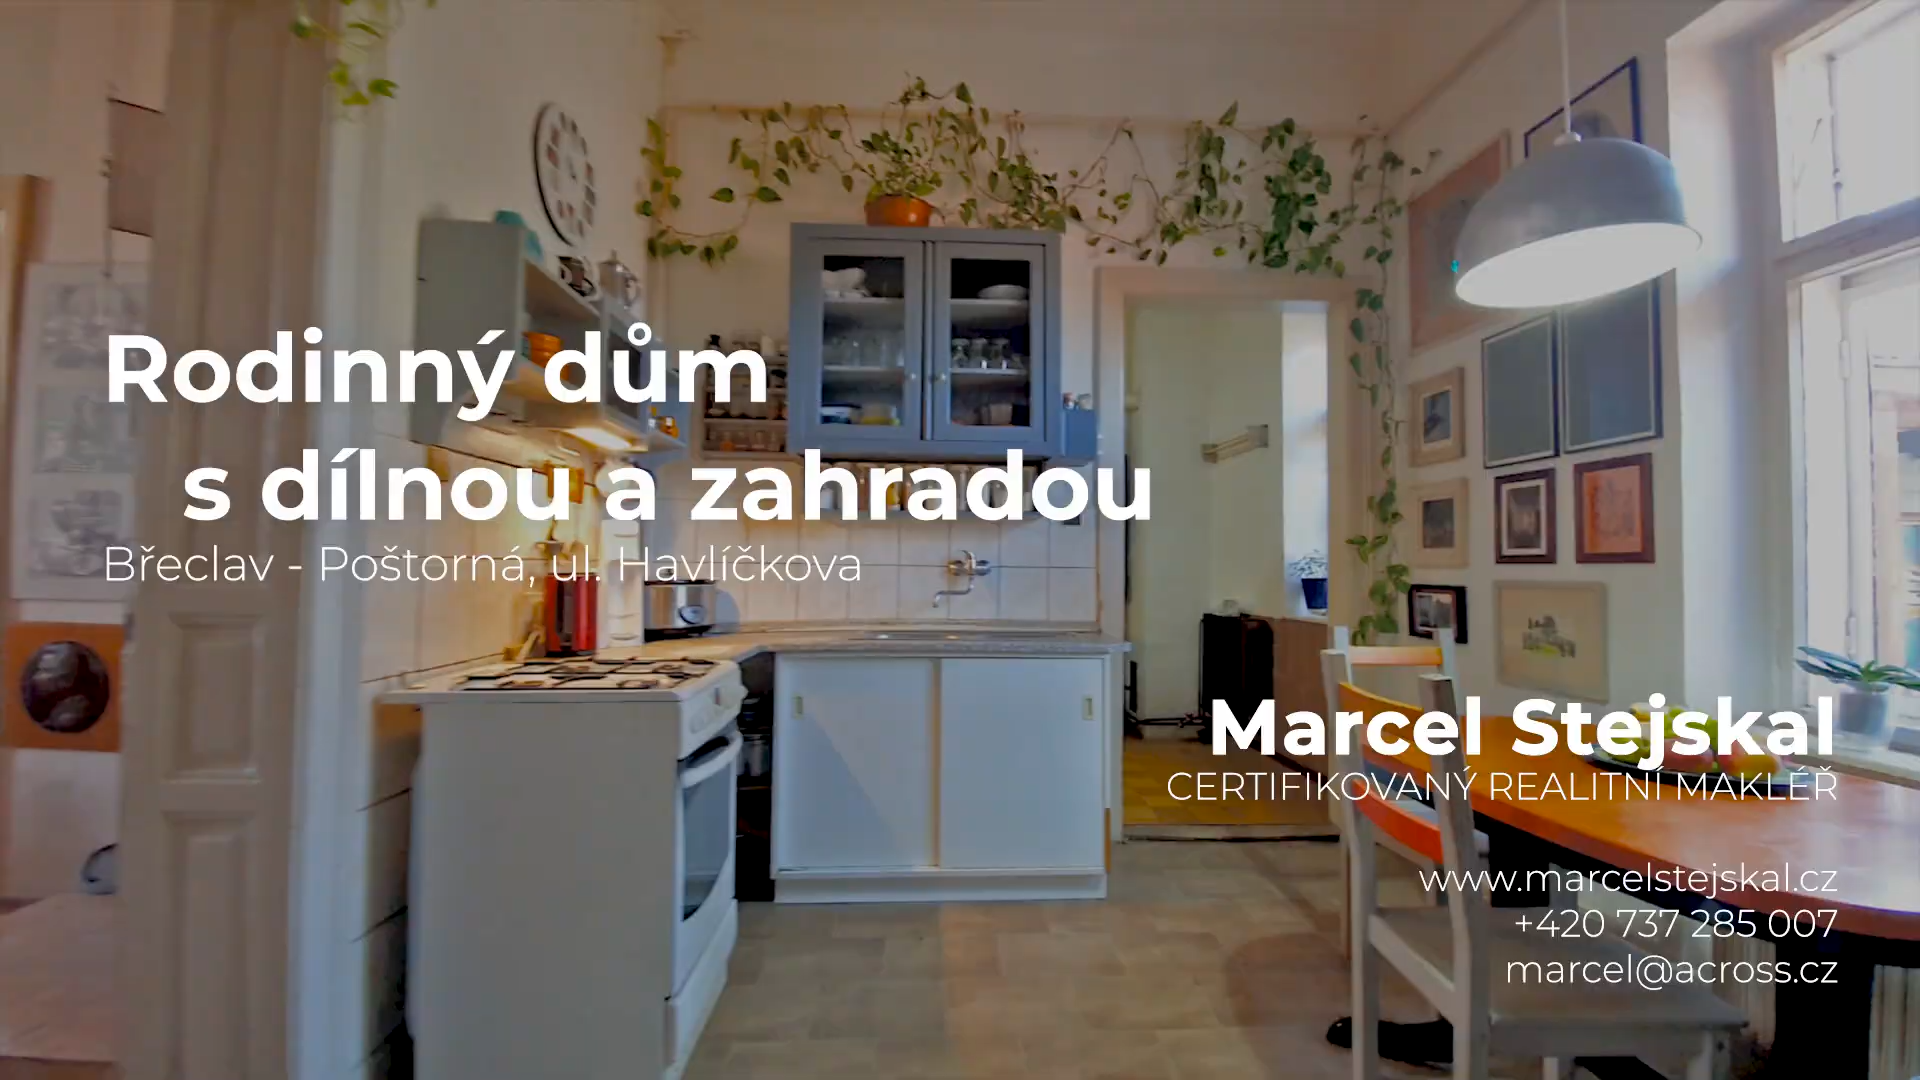 Rodinný dům
s dílnou a zahradou
Břeclav - Poštorná, ul. Havlíčkova
Marcel Stejskal
CERTIFIKOVANÝ REALITNÍ MAKLÉŘ
www.marcelstejskal.cz
+420 737 285 007
marcel@across.cz